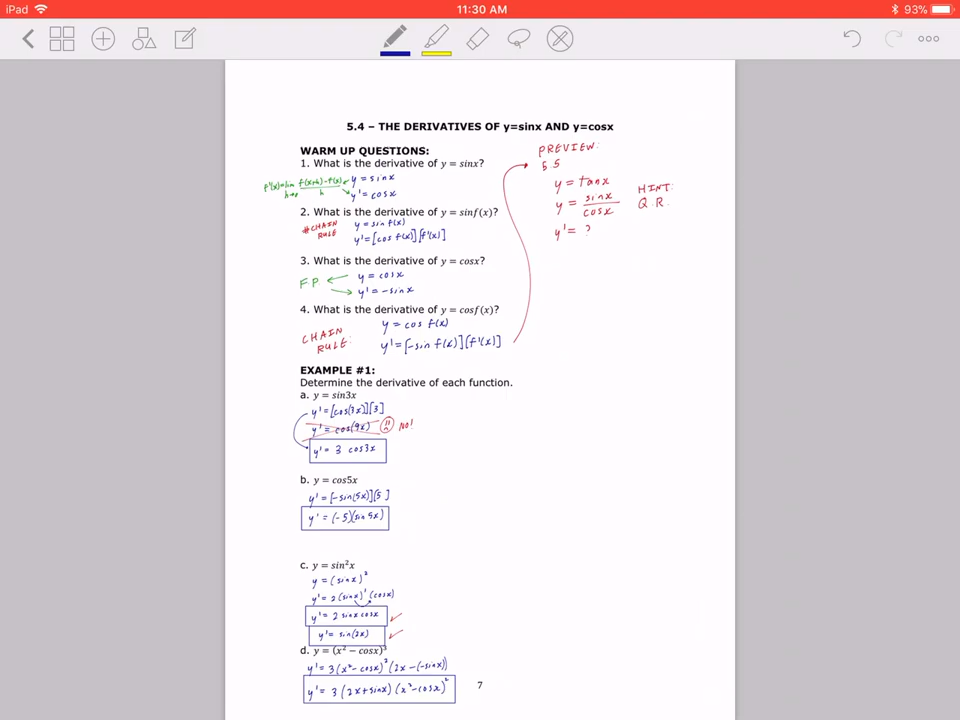 iPad
11:30 AM
93%
5.4 – THE DERIVATIVES OF y=sinx AND y=cosx
WARM UP QUESTIONS:
1. What is the derivative of y = sinx?
f'(x)=lim h→0 f(x+h)-f(x) / h
y = sinx
y' = cosx
2. What is the derivative of y = sinf(x)?
#CHAIN RULE
y = sin f(x)
y' = [cos f(x)][f'(x)]
3. What is the derivative of y = cosx?
F.P.
y = cosx
y' = -sinx
4. What is the derivative of y = cosf(x)?
CHAIN RULE:
y = cos f(x)
y' = [-sin f(x)][f'(x)]
PREVIEW:
5.5
y = tanx
y = sinx / cosx
HINT:
Q.R.
y' = ?
EXAMPLE #1:
Determine the derivative of each function.
a. y = sin3x
y' = [cos(3x)][3]
y' = cos(9x) NO!
y' = 3 cos3x
b. y = cos5x
y' = [-sin(5x)][5]
y' = (-5)(sin5x)
c. y = sin²x
y = (sinx)²
y' = 2(sinx)¹(cosx)
y' = 2 sinx cosx
y' = sin(2x)
d. y = (x² − cosx)³
y' = 3(x²-cosx)²(2x-(-sinx))
y' = 3(2x+sinx)(x²-cosx)²
7